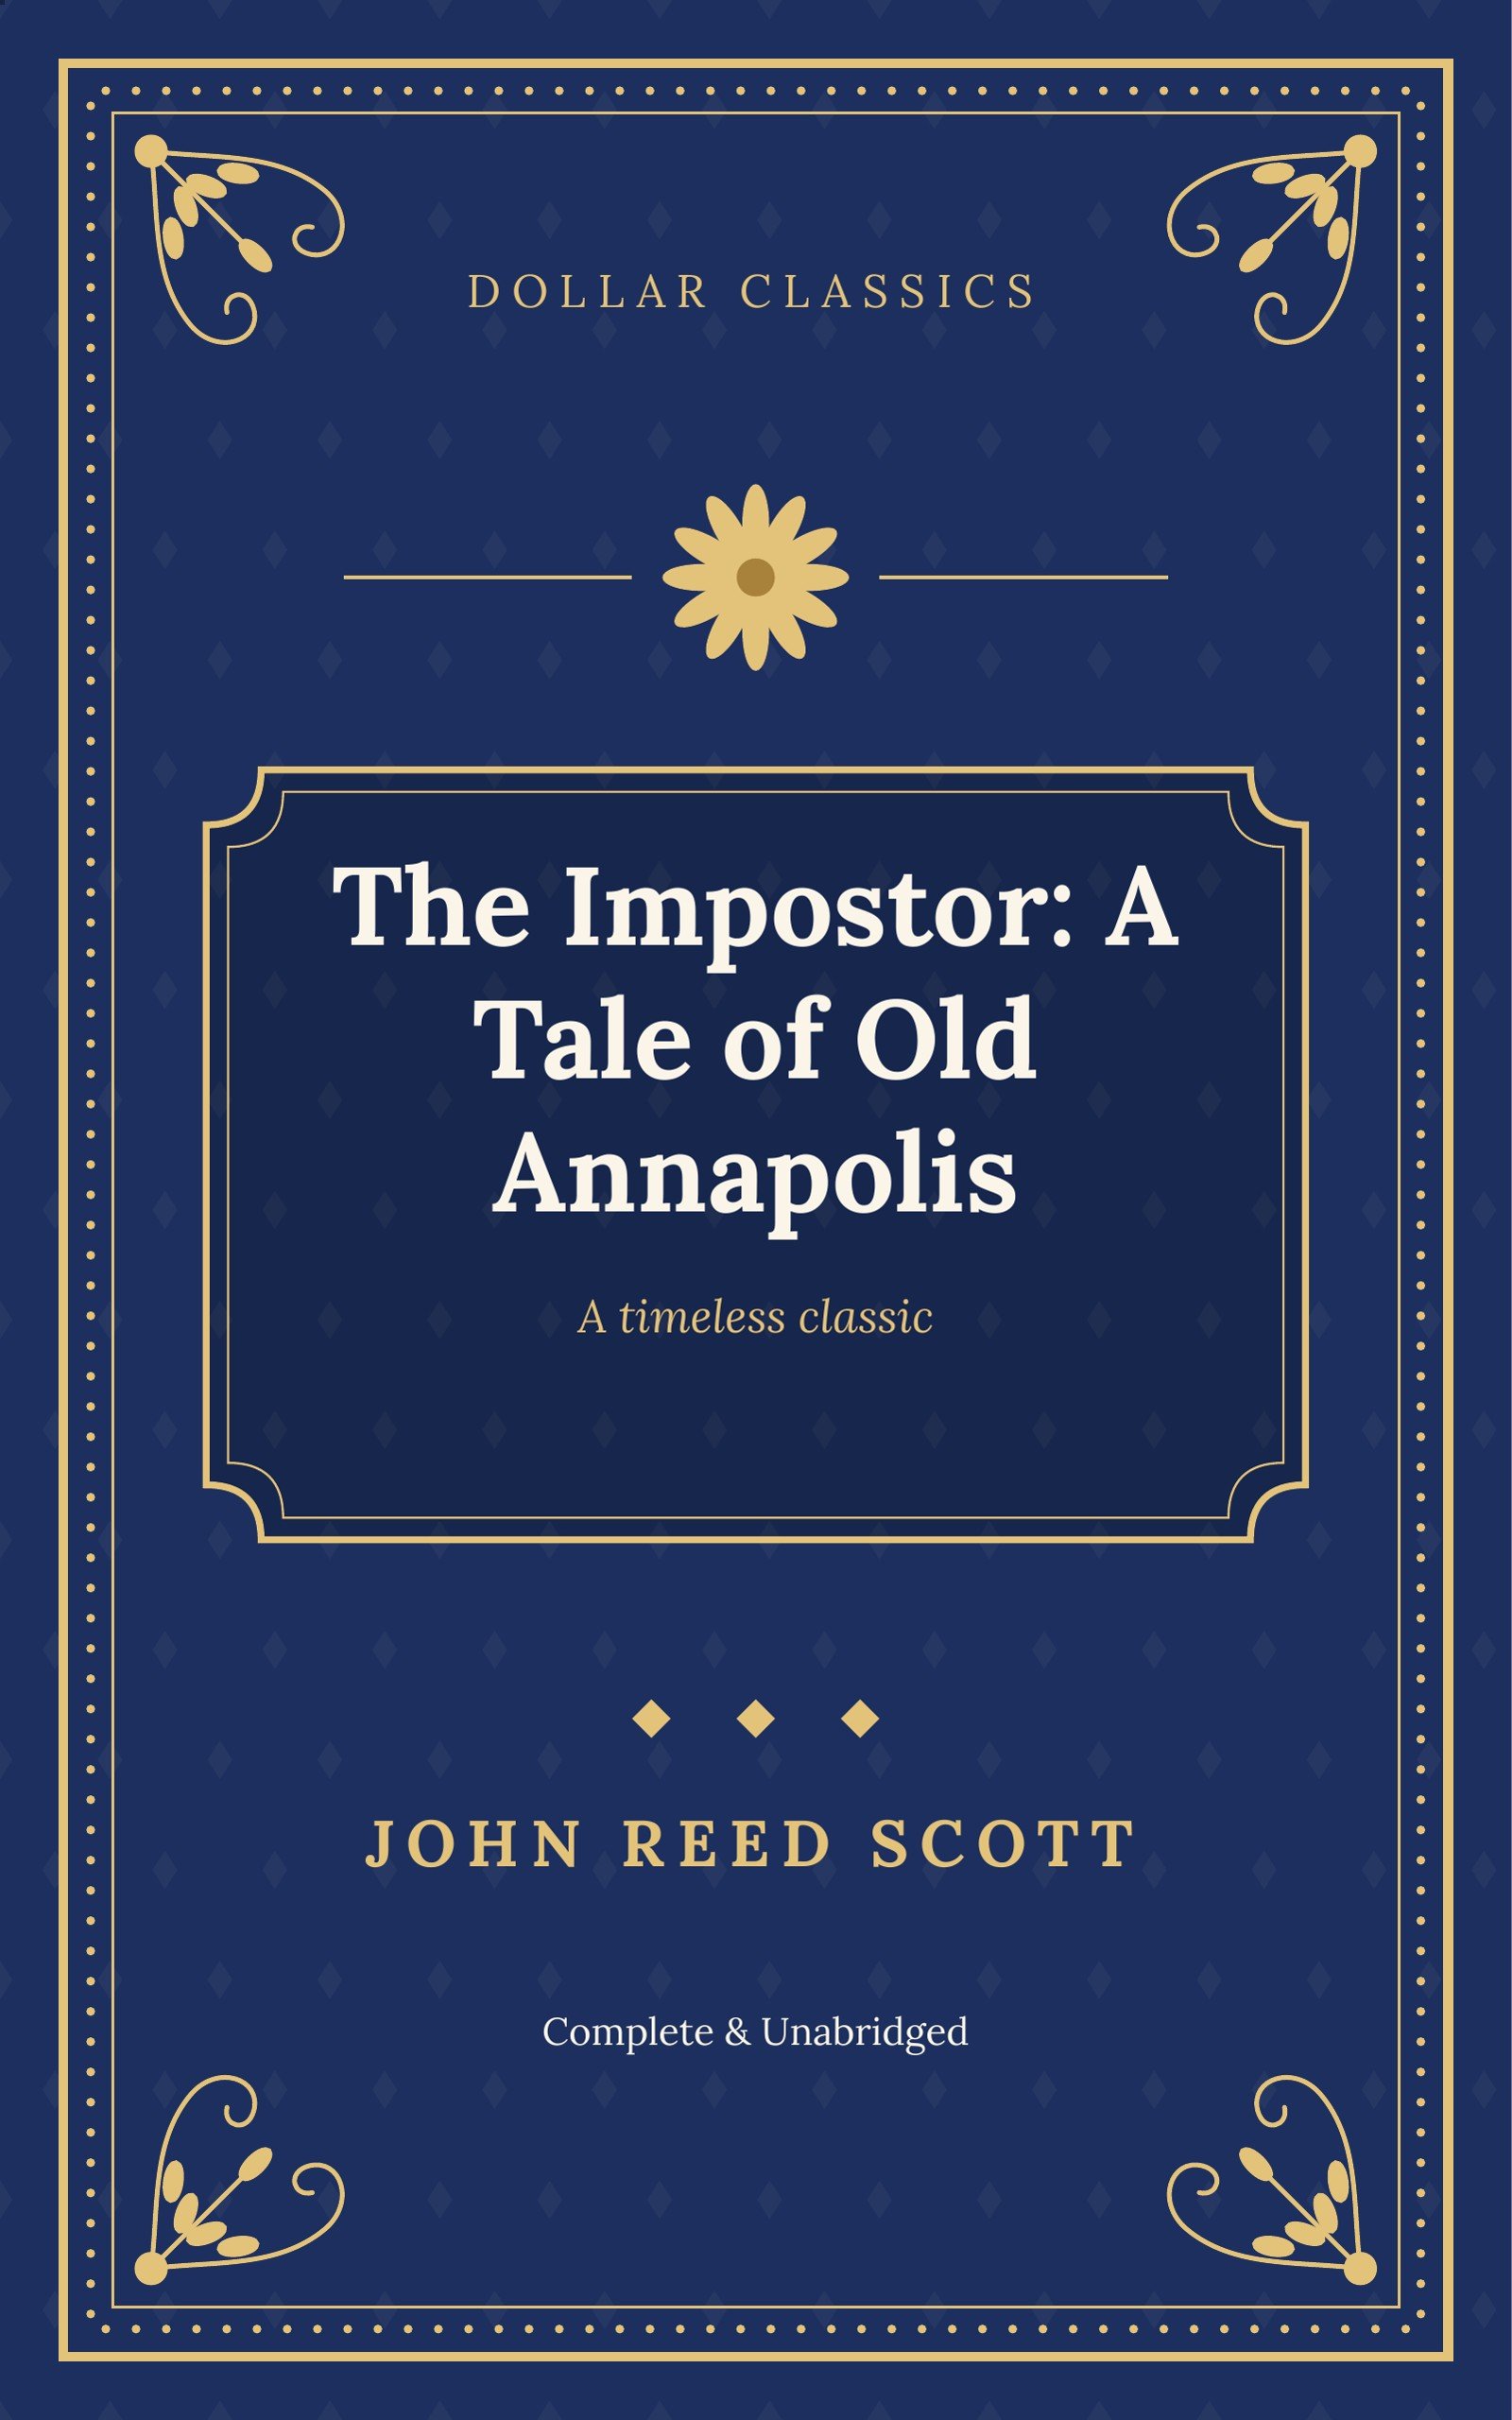 DOLLAR CLASSICS
The Impostor: A
Tale of Old
Annapolis
A timeless classic
JOHN REED SCOTT
Complete & Unabridged